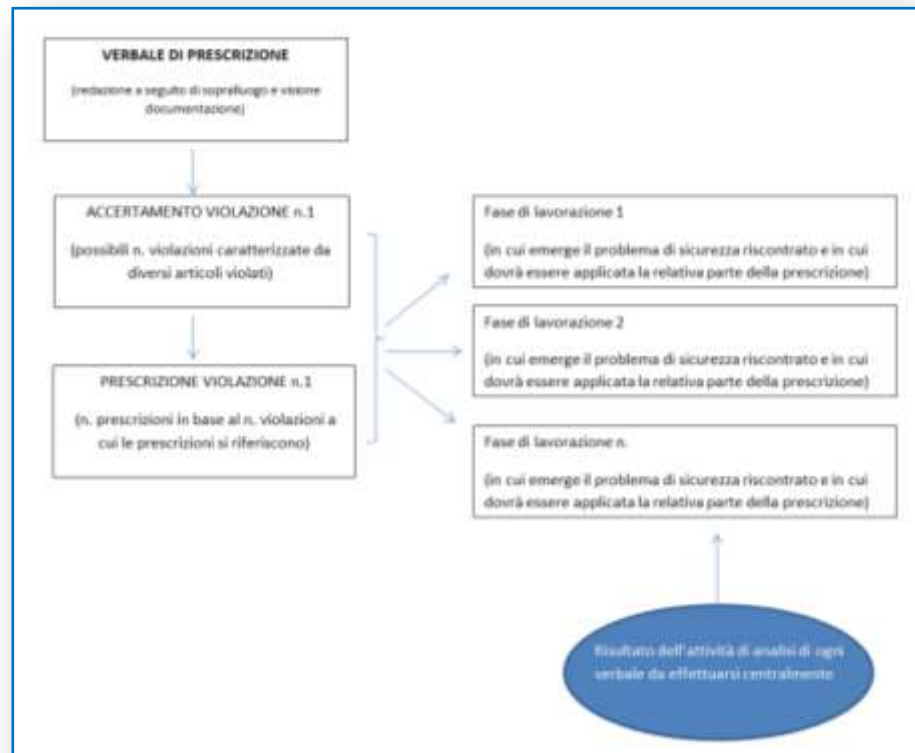 VERBALE DI PRESCRIZIONE
(redazione a seguito di sopralluogo e visione
documentazione)
ACCERTAMENTO VIOLAZIONE n.1
(possibili n. violazioni caratterizzate da
diversi articoli violati)
PRESCRIZIONE VIOLAZIONE n.1
(n. prescrizioni in base al n. violazioni a
cui le prescrizioni si riferiscono)
Fase di lavorazione 1
(in cui emerge il problema di sicurezza riscontrato e in cui
dovrà essere applicata la relativa parte della prescrizione)
Fase di lavorazione 2
(in cui emerge il problema di sicurezza riscontrato e in cui
dovrà essere applicata la relativa parte della prescrizione)
Fase di lavorazione n.
(in cui emerge il problema di sicurezza riscontrato e in cui
dovrà essere applicata la relativa parte della prescrizione)
Risultato dell'attività di analisi di ogni
verbale da effettuarsi centralmente